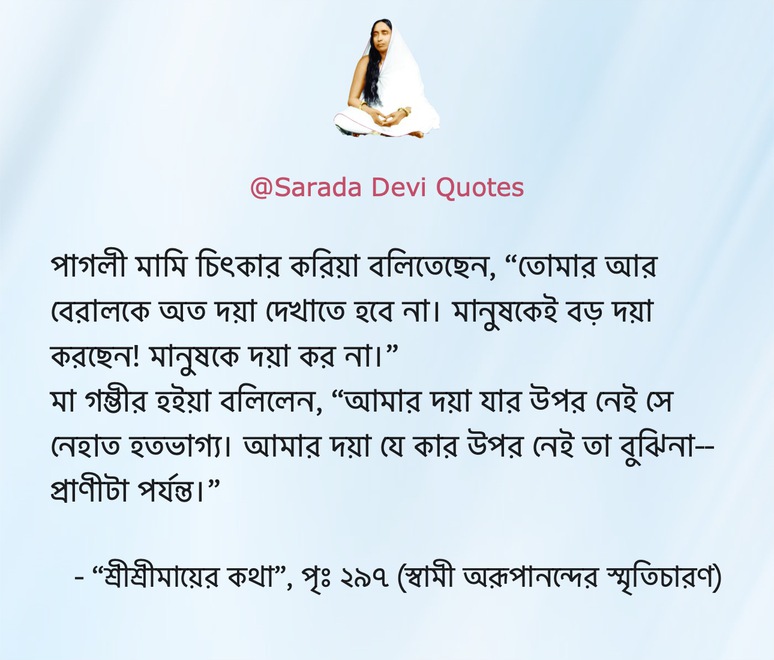 @Sarada Devi Quotes
পাগলী মামি চিৎকার করিয়া বলিতেছেন, “তোমার আর
বেরালকে অত দয়া দেখাতে হবে না। মানুষকেই বড় দয়া
করছেন! মানুষকে দয়া কর না।”
মা গম্ভীর হইয়া বলিলেন, “আমার দয়া যার উপর নেই সে
নেহাত হতভাগ্য। আমার দয়া যে কার উপর নেই তা বুঝিনা--
প্রাণীটা পর্যন্ত।”
- “শ্রীশ্রীমায়ের কথা”, পৃঃ ২৯৭ (স্বামী অরূপানন্দের স্মৃতিচারণ)